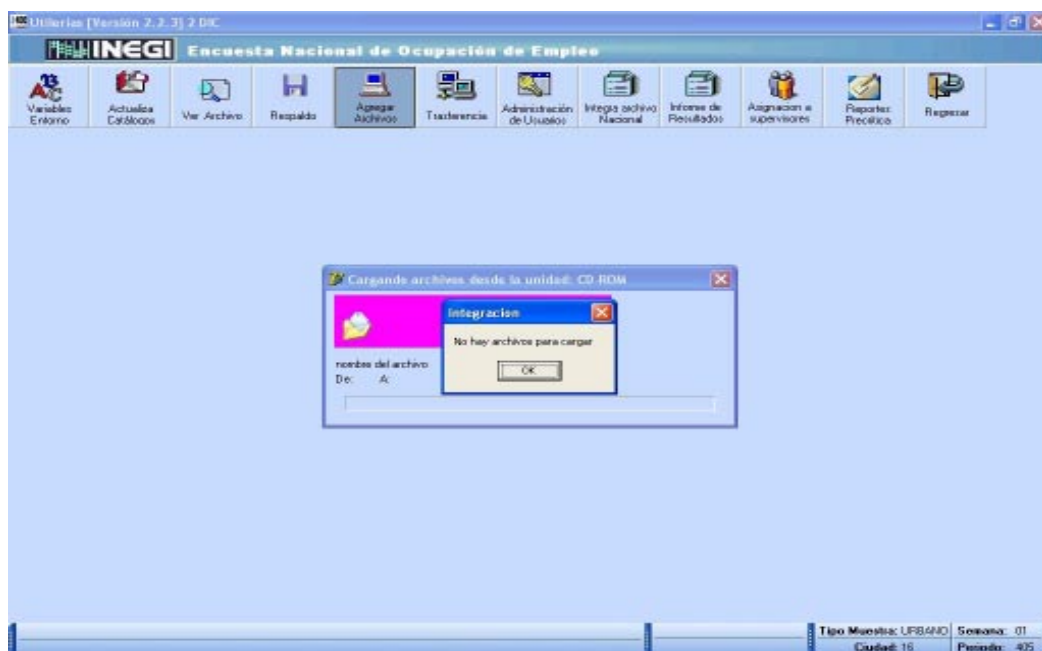 Utilerias [Versión 2.2.3] 2 DIC
INEGI Encuesta Nacional de Ocupación de Empleo
Variables Entorno
Actualiza Catálogos
Ver Archivo
Respaldo
Agregar Archivos
Trasferencia
Administración de Usuarios
Integra archivo Nacional
Informe de Resultados
Asignacion a supervisores
Reportes Precritica
Regresar
Cargando archivos desde la unidad: CD-ROM
Integracion
No hay archivos para cargar
OK
nombre del archivo
De: A:
Tipo Muestra: URBANO Semana: 01
Ciudad: 16 Periodo: 405